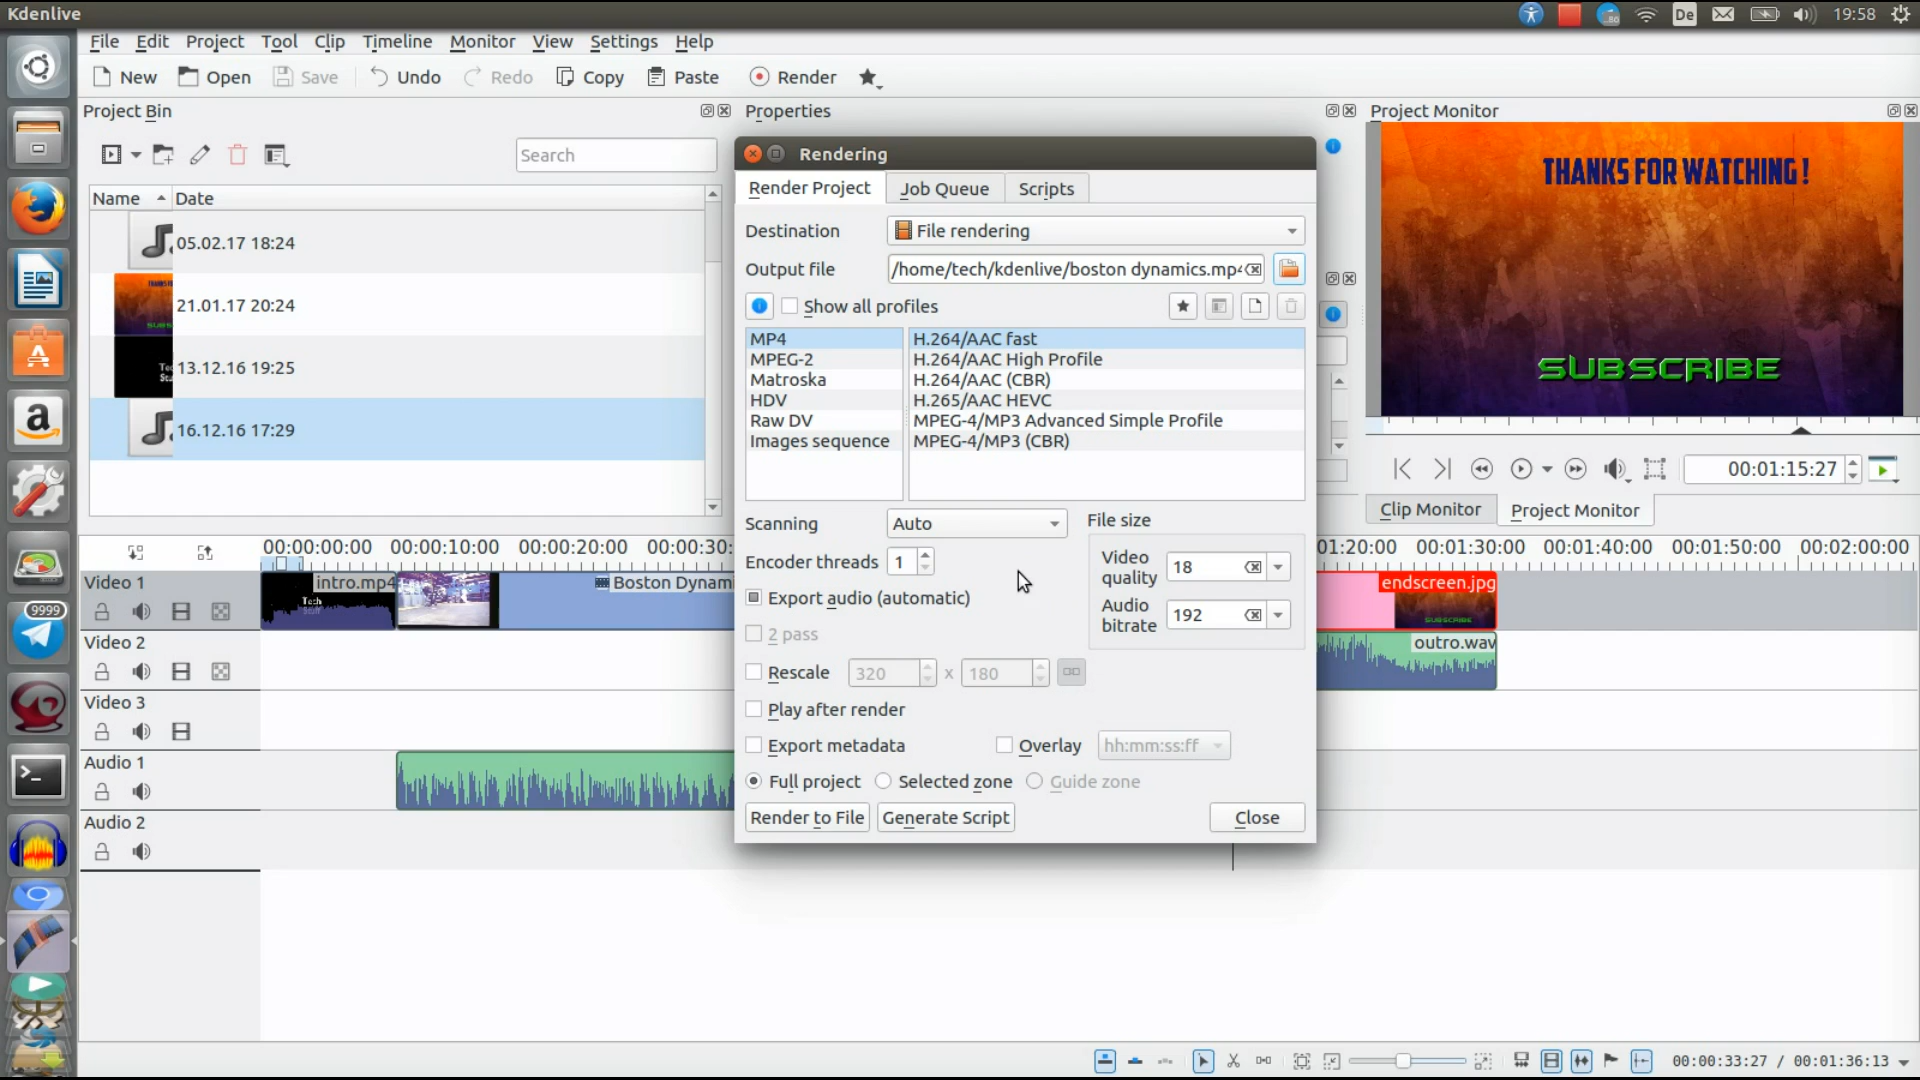 Kdenlive
80
De
19:58
File Edit Project Tool Clip Timeline Monitor View Settings Help
New Open Save Undo Redo Copy Paste Render
Project Bin
Properties
Project Monitor
Search
Name Date
05.02.17 18:24
21.01.17 20:24
13.12.16 19:25
16.12.16 17:29
Rendering
Render Project Job Queue Scripts
Destination File rendering
Output file /home/tech/kdenlive/boston dynamics.mp4
Show all profiles
MP4 H.264/AAC fast
MPEG-2 H.264/AAC High Profile
Matroska H.264/AAC (CBR)
HDV H.265/AAC HEVC
Raw DV MPEG-4/MP3 Advanced Simple Profile
Images sequence MPEG-4/MP3 (CBR)
Scanning Auto File size
Encoder threads 1
Video quality 18
Export audio (automatic)
Audio bitrate 192
2 pass
Rescale 320 x 180
Play after render
Export metadata Overlay hh:mm:ss:ff
Full project Selected zone Guide zone
Render to File Generate Script Close
THANKS FOR WATCHING !
SUBSCRIBE
00:01:15:27
Clip Monitor Project Monitor
00:00:00:00 00:00:10:00 00:00:20:00 00:00:30: 01:20:00 00:01:30:00 00:01:40:00 00:01:50:00 00:02:00:00
Video 1
intro.mp4
Tech
Boston Dynami
endscreen.jpg
SUBSCRIBE
Video 2
outro.wav
Video 3
Audio 1
Audio 2
9999
00:00:33:27 / 00:01:36:13